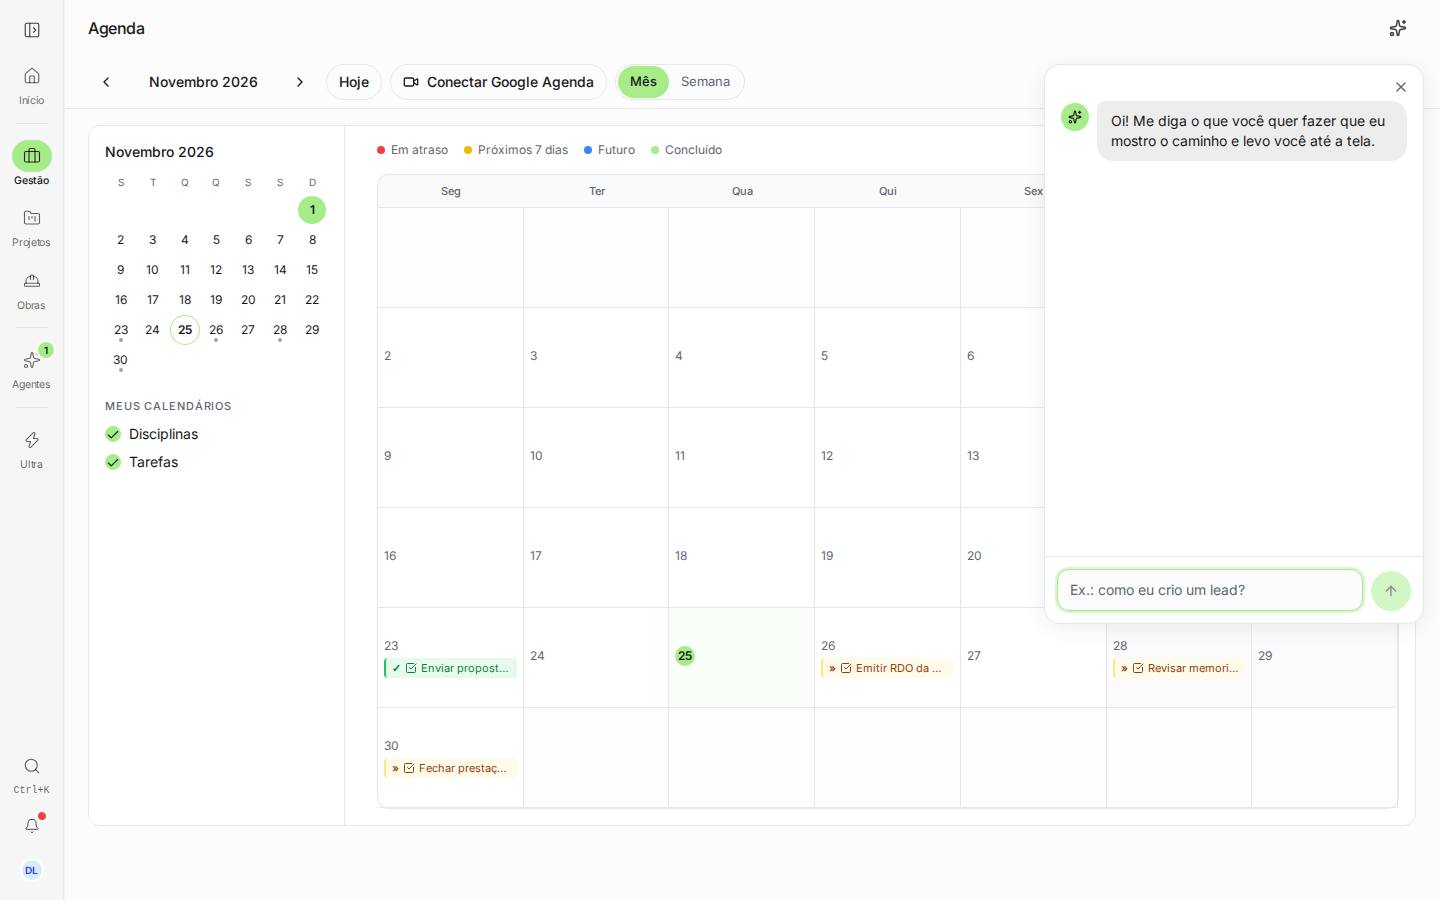 Agenda
Início
Gestão
Projetos
Obras
1
Agentes
Ultra
Ctrl+K
DL
Novembro 2026
Hoje
Conectar Google Agenda
Mês
Semana
Novembro 2026
S T Q Q S S D
1
2 3 4 5 6 7 8
9 10 11 12 13 14 15
16 17 18 19 20 21 22
23 24 25 26 27 28 29
30
MEUS CALENDÁRIOS
Disciplinas
Tarefas
Em atraso
Próximos 7 dias
Futuro
Concluído
Seg Ter Qua Qui Sex
2 3 4 5 6
9 10 11 12 13
16 17 18 19 20
23 24 25 26 27 28 29
✓ Enviar propost...
» Emitir RDO da ...
» Revisar memori...
30
» Fechar prestaç...
Oi! Me diga o que você quer fazer que eu
mostro o caminho e levo você até a tela.
Ex.: como eu crio um lead?